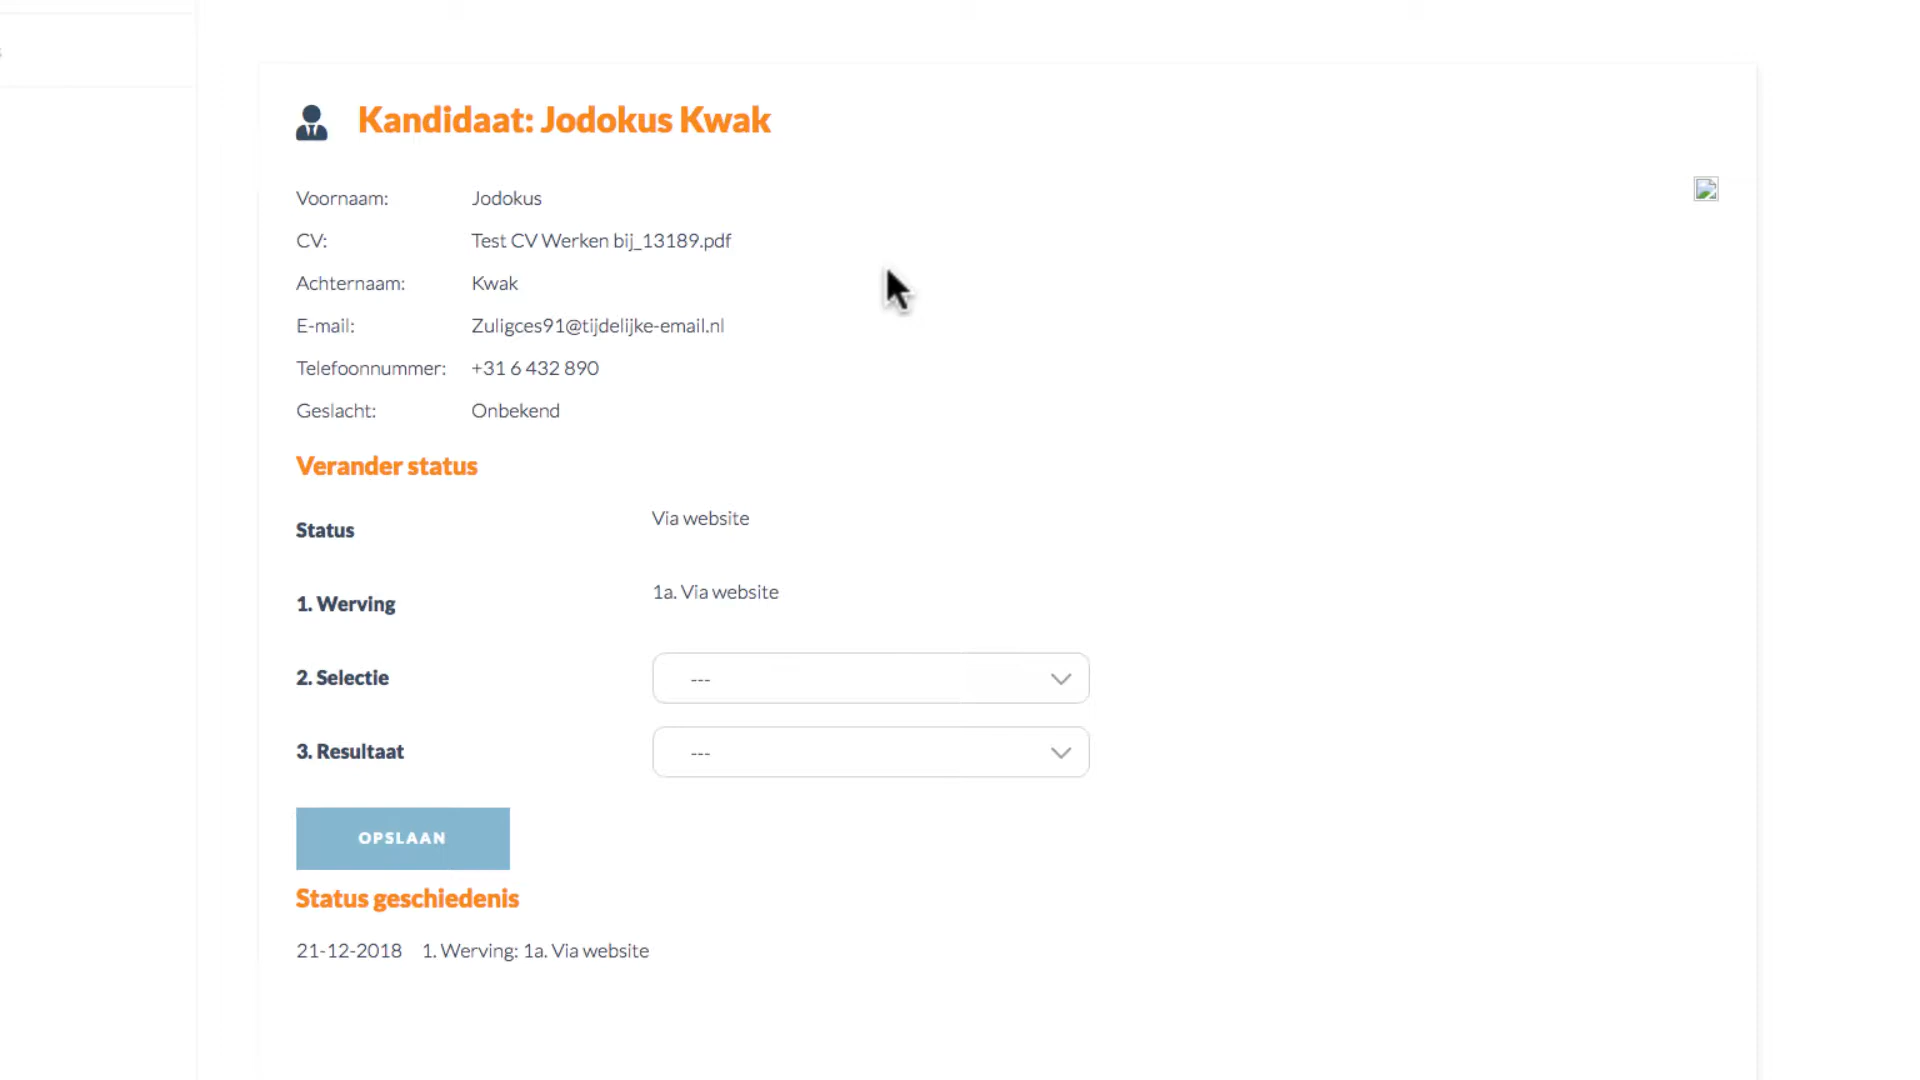 Kandidaat: Jodokus Kwak
Voornaam: Jodokus
CV: Test CV Werken bij_13189.pdf
Achternaam: Kwak
E-mail: Zuligces91@tijdelijke-email.nl
Telefoonnummer: +31 6 432 890
Geslacht: Onbekend
Verander status
Status Via website
1. Werving 1a. Via website
2. Selectie ---
3. Resultaat ---
OPSLAAN
Status geschiedenis
21-12-2018 1. Werving: 1a. Via website